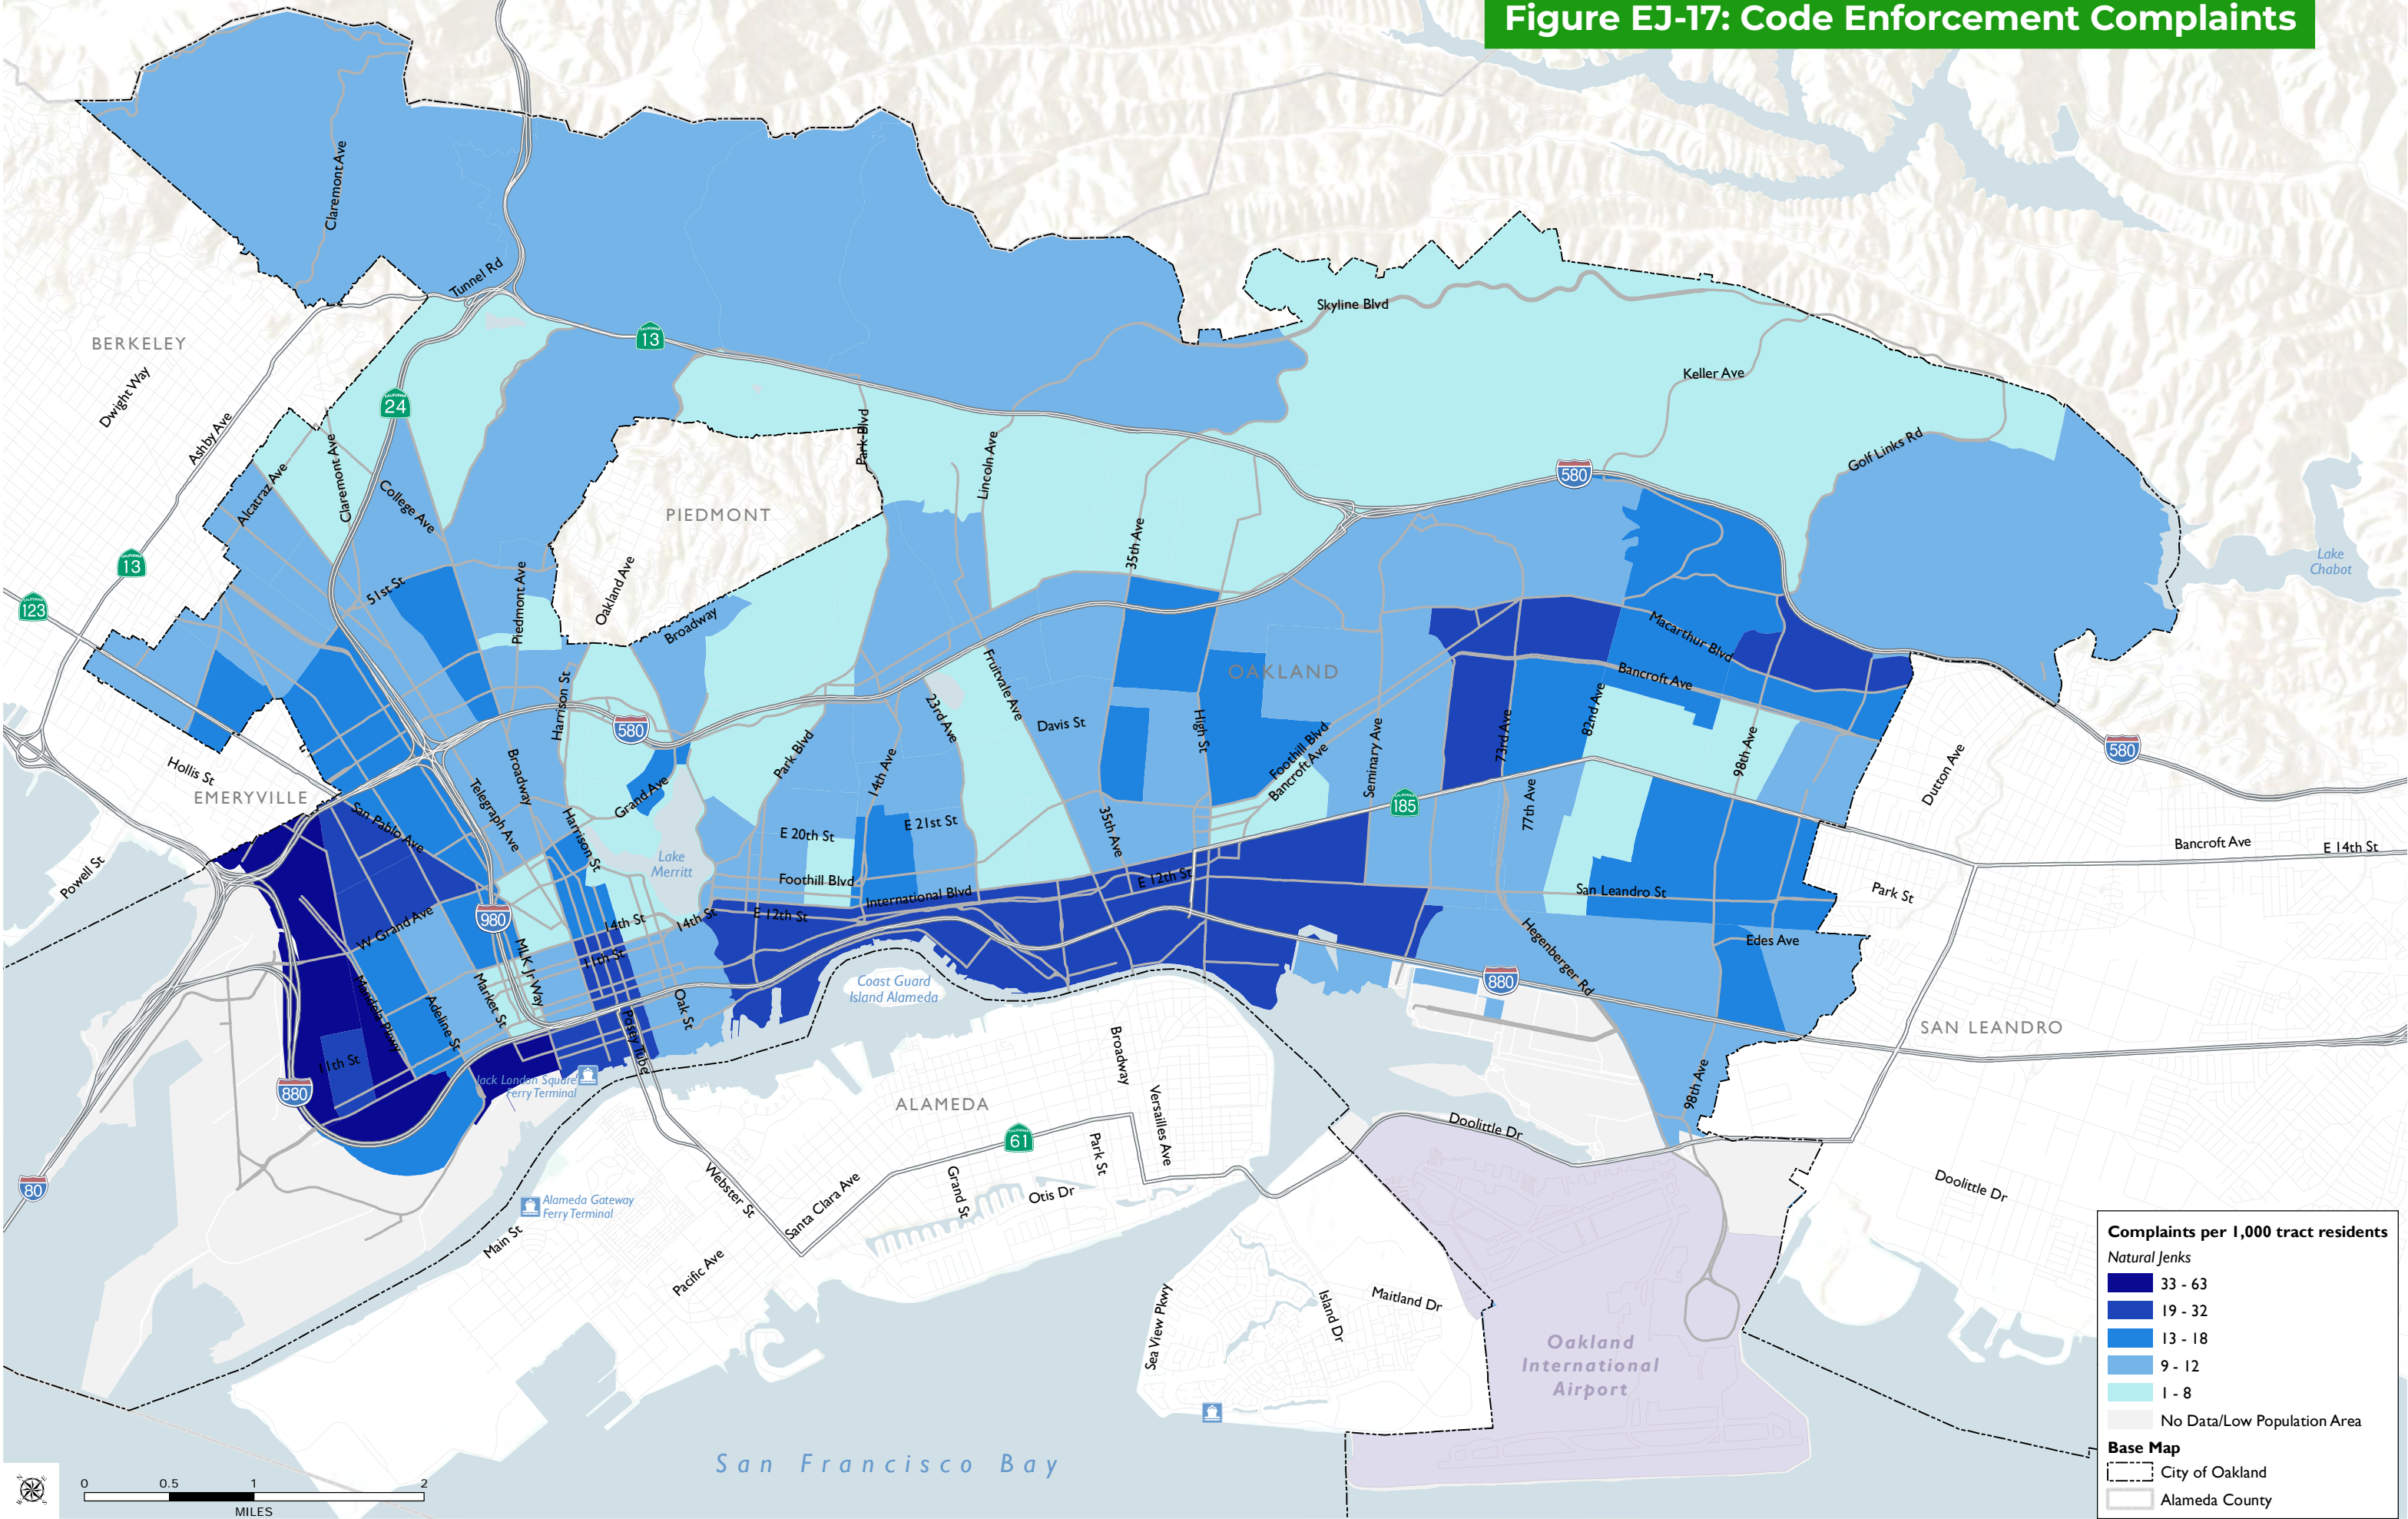 Figure EJ-17: Code Enforcement Complaints
Claremont Ave
Tunnel Rd
BERKELEY
Dwight Way
Ashby Ave
CALIFORNIA
13
CALIFORNIA
24
Skyline Blvd
Keller Ave
Golf Links Rd
580
Park Blvd
Lincoln Ave
35th Ave
Alcatraz Ave
Claremont Ave
College Ave
PIEDMONT
Lake
Chabot
13
123
51st St
Piedmont Ave
Oakland Ave
Broadway
Macarthur Blvd
Bancroft Ave
OAKLAND
Harrison St
580
Fruitvale Ave
23rd Ave
Davis St
High St
Foothill Blvd
Bancroft Ave
Seminary Ave
73rd Ave
82nd Ave
98th Ave
580
Hollis St
EMERYVILLE
Telegraph Ave
Broadway
Grand Ave
Park Blvd
14th Ave
185
77th Ave
Dutton Ave
San Pablo Ave
Harrison St
E 20th St
E 21st St
35th Ave
Bancroft Ave
E 14th St
Powell St
Lake
Merritt
Foothill Blvd
International Blvd
E 12th St
San Leandro St
Park St
980
W Grand Ave
14th St
14th St
E 12th St
11th St
Edes Ave
MLK Jr Way
Market St
Mandela Pkwy
Adeline St
Oak St
Posey Tube
Coast Guard
Island Alameda
880
Hegenberger Rd
SAN LEANDRO
11th St
880
Jack London Square
Ferry Terminal
Broadway
Versailles Ave
ALAMEDA
61
Park St
98th Ave
Doolittle Dr
80
Webster St
Santa Clara Ave
Grand St
Otis Dr
Doolittle Dr
Alameda Gateway
Ferry Terminal
Main St
Pacific Ave
Sea View Pkwy
Island Dr
Maitland Dr
Oakland
International
Airport
San Francisco Bay
0 0.5 1 2
MILES
Complaints per 1,000 tract residents
Natural Jenks
33 - 63
19 - 32
13 - 18
9 - 12
1 - 8
No Data/Low Population Area
Base Map
City of Oakland
Alameda County